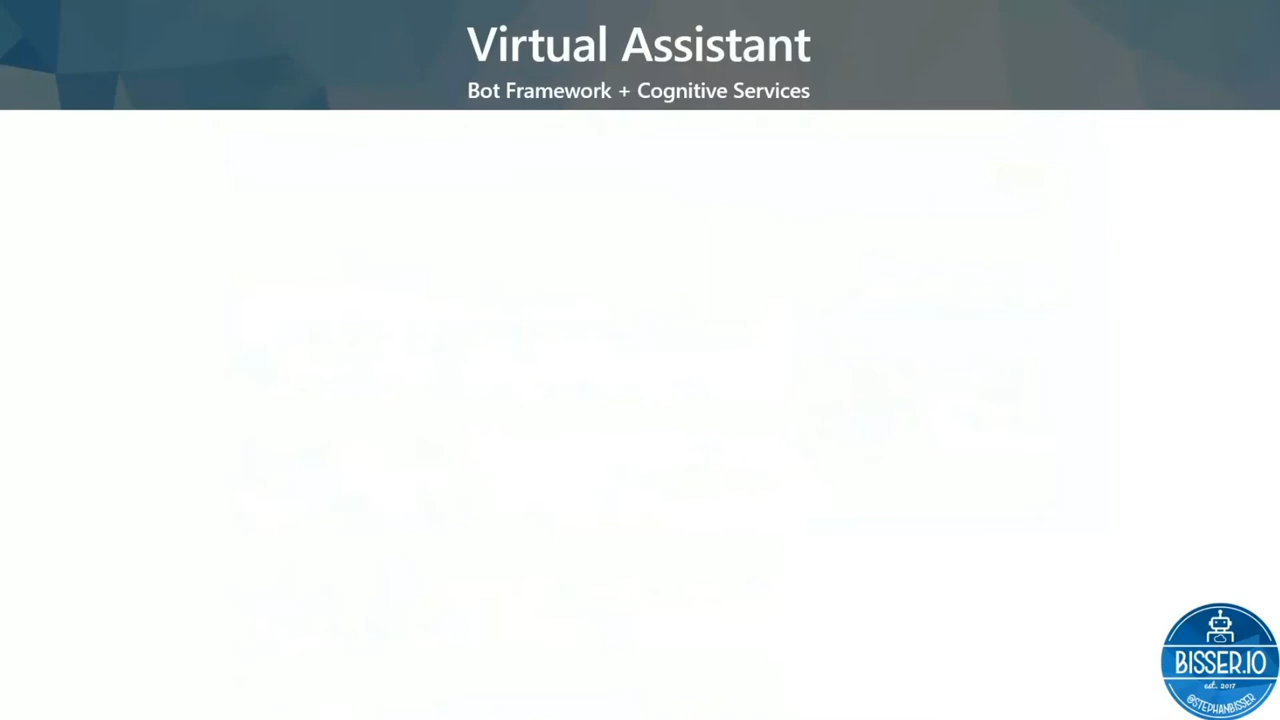 Virtual Assistant
Bot Framework + Cognitive Services
BISSER.IO
est. 2017
@STEPHANBISSER